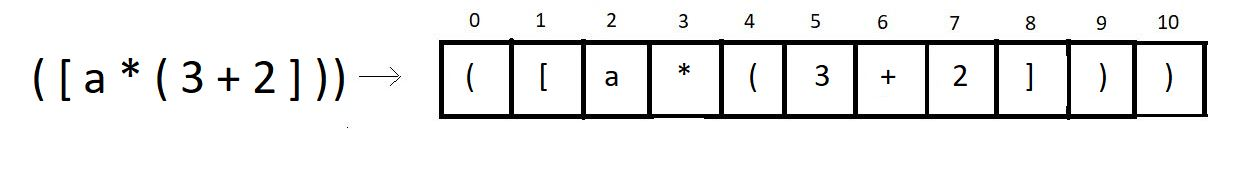 0 1 2 3 4 5 6 7 8 9 10
( [ a * ( 3 + 2 ] ) ) → ( [ a * ( 3 + 2 ] ) )